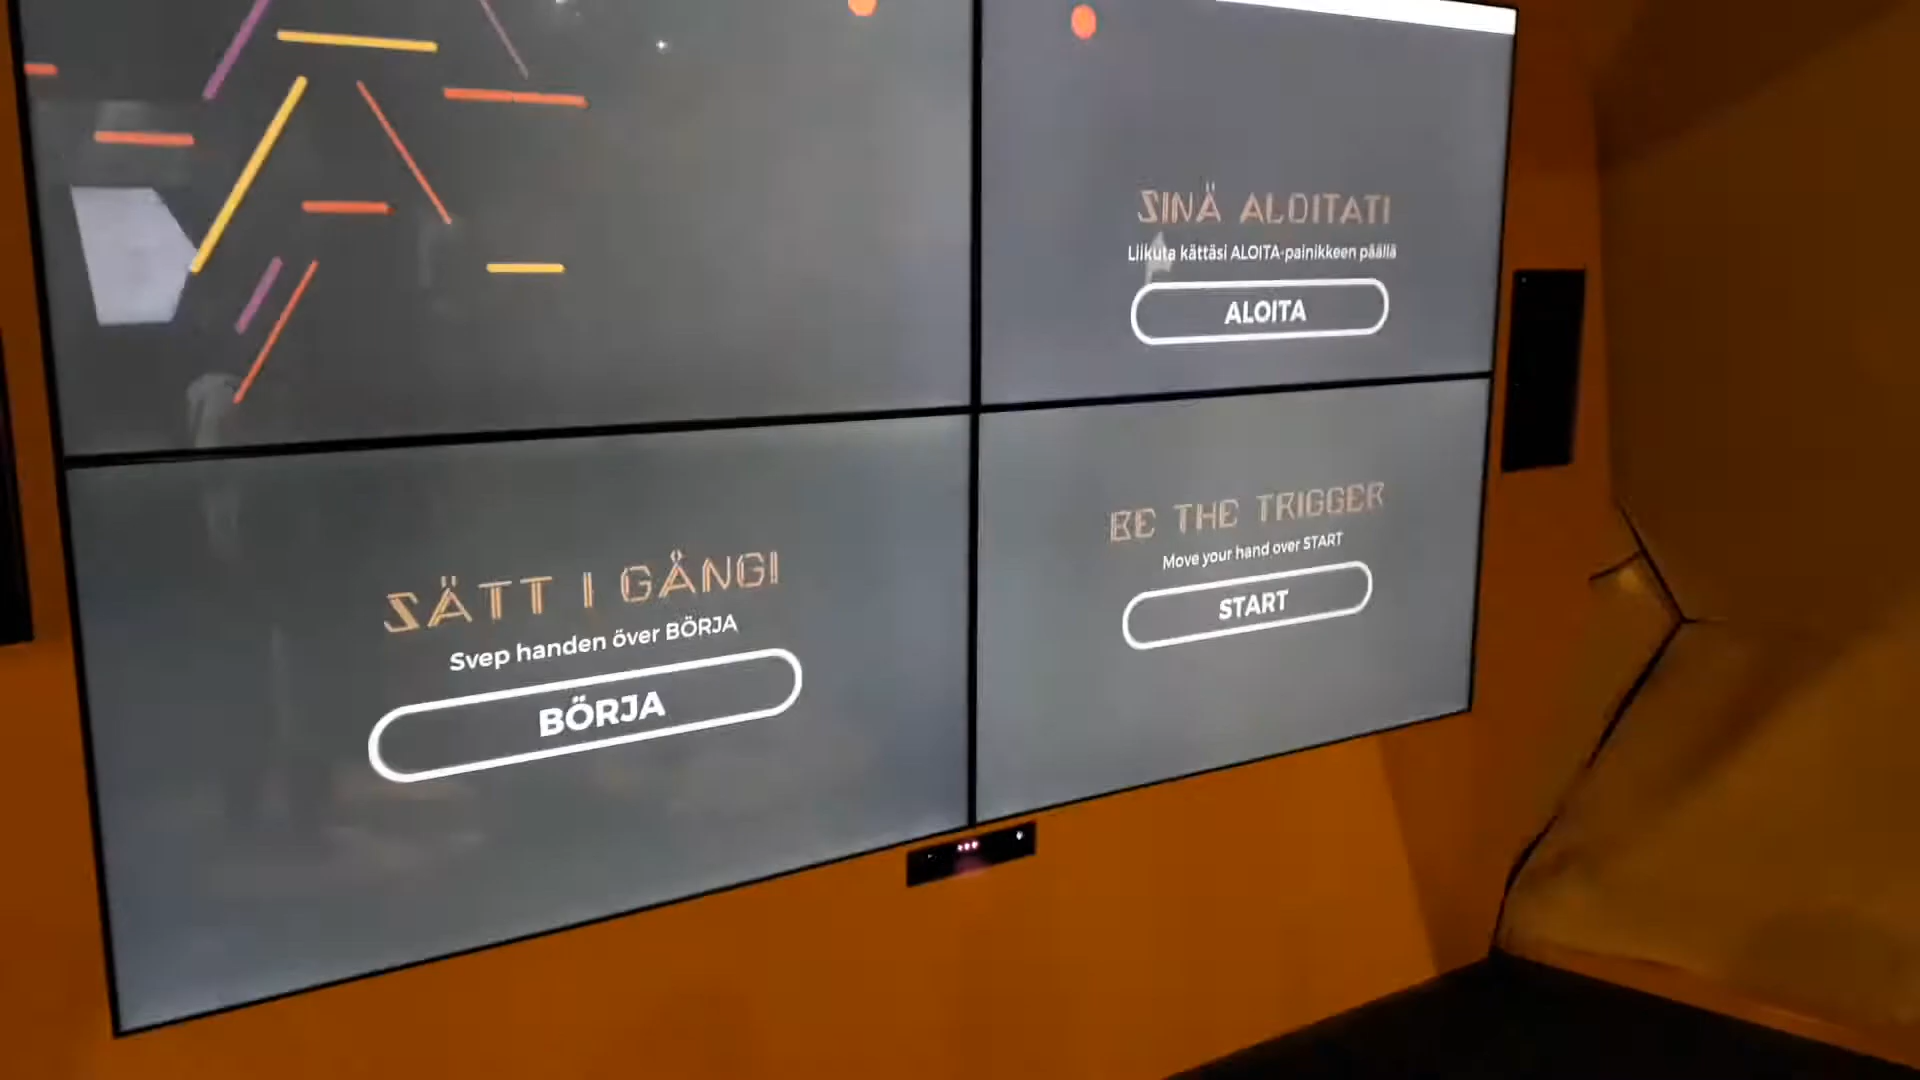 SINÄ ALOITAT!
Liikuta kättäsi ALOITA-painikkeen päällä
ALOITA
SÄTT I GÅNG!
Svep handen över BÖRJA
BÖRJA
BE THE TRIGGER
Move your hand over START
START